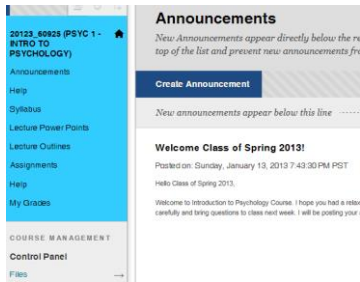 20123_60925 (PSYC 1 -
INTRO TO
PSYCHOLOGY)
Announcements
Help
Syllabus
Lecture Power Points
Lecture Outlines
Assignments
Help
My Grades
COURSE MANAGEMENT
Control Panel
Files
Announcements
New Announcements appear directly below the re
top of the list and prevent new announcements fr
Create Announcement
New announcements appear below this line
Welcome Class of Spring 2013!
Posted on: Sunday, January 13, 2013 7:43:30 PM PST
Hello Class of Spring 2013,
Welcome to Introduction to Psychology Course. I hope you had a relax
carefully and bring questions to class next week. I will be posting your